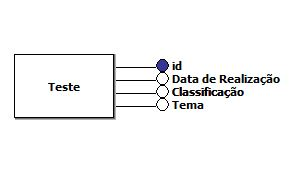 Teste
id
Data de Realização
Classificação
Tema